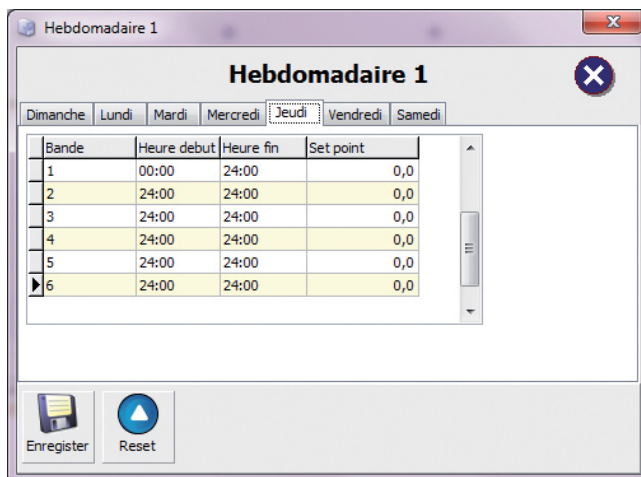 Hebdomadaire 1
Hebdomadaire 1
Dimanche Lundi Mardi Mercredi Jeudi Vendredi Samedi
Bande Heure debut Heure fin Set point
1 00:00 24:00 0,0
2 24:00 24:00 0,0
3 24:00 24:00 0,0
4 24:00 24:00 0,0
5 24:00 24:00 0,0
6 24:00 24:00 0,0
Enregister Reset